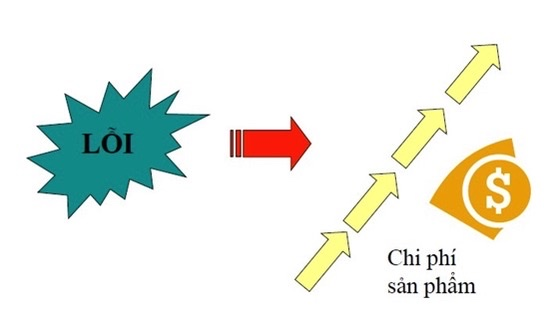 LỖI
$
Chi phí
sản phẩm